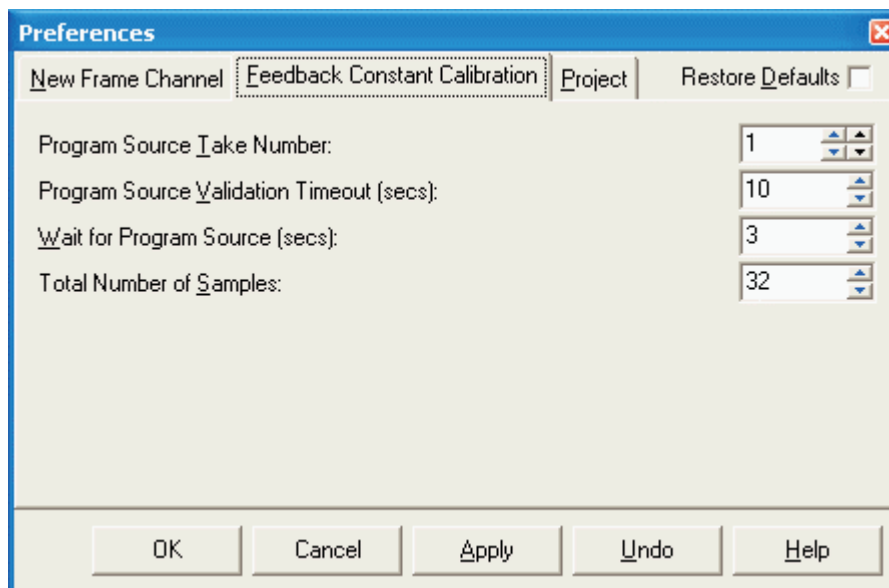 Preferences
New Frame Channel Feedback Constant Calibration Project Restore Defaults
Program Source Take Number: 1
Program Source Validation Timeout (secs): 10
Wait for Program Source (secs): 3
Total Number of Samples: 32
OK Cancel Apply Undo Help